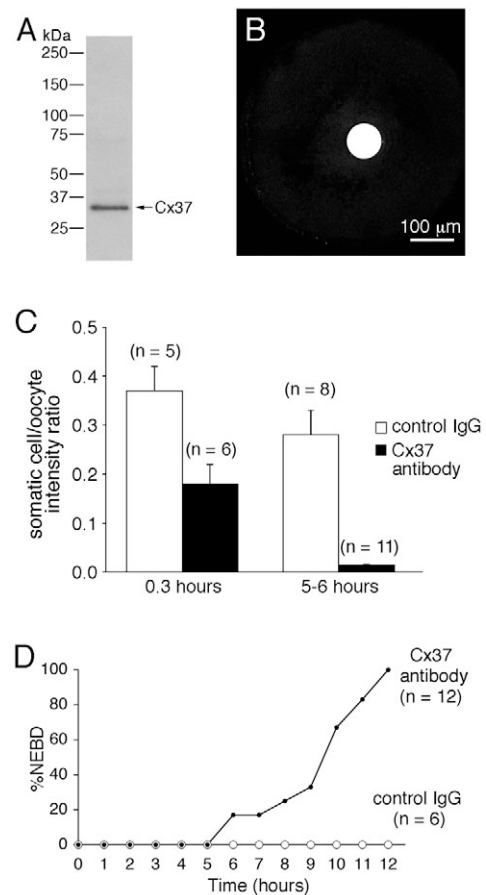 A
kDa
250
150
100
75
50
37
25
Cx37
B
100 μm
C
somatic cell/oocyte
intensity ratio
0.5
0.4
0.3
0.2
0.1
0.0
(n = 5)
(n = 6)
(n = 8)
(n = 11)
control IgG
Cx37
antibody
0.3 hours
5-6 hours
D
%NEBD
100
80
60
40
20
0
Cx37
antibody
(n = 12)
control IgG
(n = 6)
0 1 2 3 4 5 6 7 8 9 10 11 12
Time (hours)